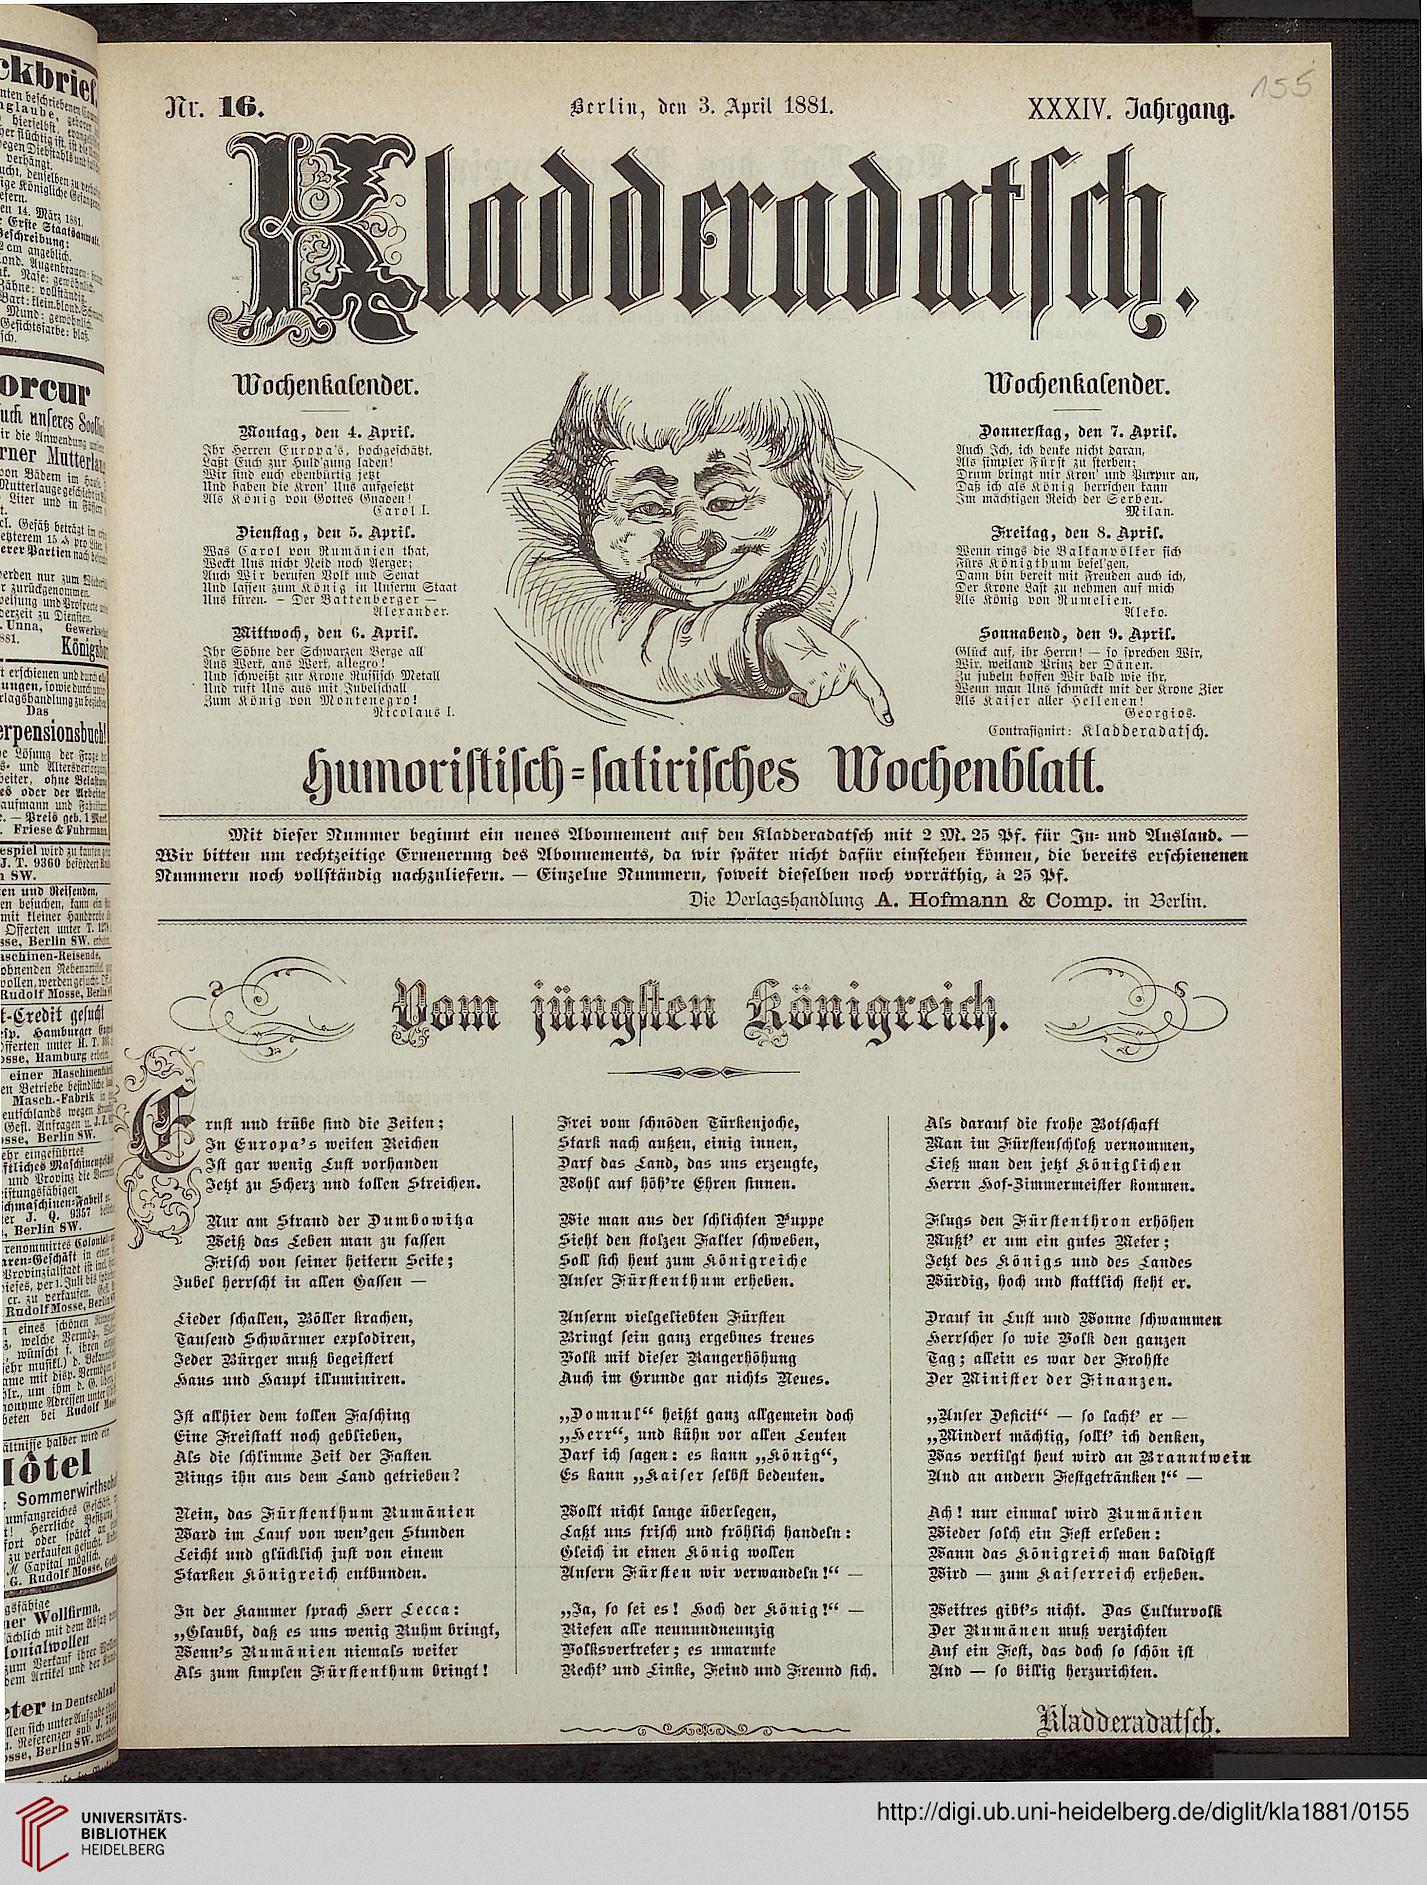 155
Nr. 16.
Berlin, den 3. April 1881.
XXXIV. Jahrgang.
Kladderadatsch.
Wochenkalender.
Montag, den 4. April.
Ihr Herren Europa's, hochgeschätzt,
Laßt Euch zur Huld'gung laden!
Wir sind euch ebenbürtig jetzt
Und haben die Kron' Uns aufgesetzt
Als König von Gottes Gnaden!
Carol I.
Dienstag, den 5. April.
Was Carol von Rumänien that,
Weckt Uns nicht Neid noch Aerger;
Auch Wir berufen Volk und Senat
Und lassen zum König in Unserm Staat
Uns küren. – Der Battenberger –
Alexander.
Mittwoch, den 6. April.
Ihr Söhne der Schwarzen Berge all'
Ans Werk, ans Werk, allegro!
Und schweißt zur Krone Russisch Metall
Und ruft Uns aus mit Jubelschall
Zum König von Montenegro!
Nicolaus I.
Wochenkalender.
Donnerstag, den 7. April.
Auch Ich, ich denke nicht daran,
Als simpler Fürst zu sterben;
Drum bringt mir Kron' und Purpur an,
Daß ich als König herrschen kann
Im mächtigen Reich der Serben.
Milan.
Freitag, den 8. April.
Wenn rings die Balkanvölker sich
Fürs Königthum beseel'gen,
Dann bin bereit mit Freuden auch ich,
Der Krone Last zu nehmen auf mich
Als König von Rumelien.
Aleko.
Sonnabend, den 9. April.
Glück auf, ihr Herrn! — so sprechen Wir,
Wir, weiland Prinz der Dänen.
Zu jubeln hoffen Wir bald wie ihr,
Wenn man Uns schmückt mit der Krone Zier
Als Kaiser aller Hellenen!
Georgios.
Contrasignirt: Kladderadatsch.
Humoristisch-satirisches Wochenblatt.
Mit dieser Nummer beginnt ein neues Abonnement auf den Kladderadatsch mit 2 M. 25 Pf. für In- und Ausland. —
Wir bitten um rechtzeitige Erneuerung des Abonnements, da wir später nicht dafür einstehen können, die bereits erschienenen
Nummern noch vollständig nachzuliefern. — Einzelne Nummern, soweit dieselben noch vorräthig, à 25 Pf.
Die Verlagshandlung A. Hofmann & Comp. in Berlin.
Vom jüngsten Königreich.
Ernst und trübe sind die Zeiten;
In Europa's weiten Reichen
Ist gar wenig Lust vorhanden
Jetzt zu Scherz und tollen Streichen.
Nur am Strand der Dumbowitza
Weiß das Leben man zu fassen
Frisch von seiner heitern Seite;
Jubel herrscht in allen Gassen —
Lieder schallen, Böller krachen,
Tausend Schwärmer explodiren,
Jeder Bürger muß begeistert
Haus und Haupt illuminiren.
Ist allhier dem tollen Fasching
Eine Freistatt noch geblieben,
Als die schlimme Zeit der Fasten
Rings ihn aus dem Land getrieben?
Nein, das Fürstenthum Rumänien
Ward im Lauf von wen'gen Stunden
Leicht und glücklich just von einem
Starken Königreich entbunden.
In der Kammer sprach Herr Lecca:
„Glaubt, daß es uns wenig Ruhm bringt,
Wenn's Rumänien niemals weiter
Als zum simplen Fürstenthum bringt!
Frei vom schnöden Türkenjoche,
Stark nach außen, einig innen,
Darf das Land, das uns erzeugte,
Wohl auf höh're Ehren sinnen.
Wie man aus der schlichten Puppe
Sieht den stolzen Falter schweben,
Soll sich heut zum Königreiche
Unser Fürstenthum erheben.
Unserm vielgeliebten Fürsten
Bringt sein ganz ergebnes treues
Volk mit dieser Rangerhöhung
Auch im Grunde gar nichts Neues.
„Domnul“ heißt ganz allgemein doch
„Herr“, und kühn vor allen Leuten
Darf ich sagen: es kann „König“,
Es kann „Kaiser selbst bedeuten.
Wollt nicht lange überlegen,
Laßt uns frisch und fröhlich handeln:
Gleich in einen König wollen
Unsern Fürsten wir verwandeln!“ —
„Ja, so sei es! Hoch der König!“ —
Riefen alle neunundneunzig
Volksvertreter; es umarmte
Recht' und Linke, Feind und Freund sich.
Als darauf die frohe Botschaft
Man im Fürstenschloß vernommen,
Ließ man den jetzt Königlichen
Herrn Hof-Zimmermeister kommen.
Flugs den Fürstenthron erhöhen
Mußt' er um ein gutes Meter;
Jetzt des Königs und des Landes
Würdig, hoch und stattlich steht er.
Drauf in Lust und Wonne schwammen
Herrscher so wie Volk den ganzen
Tag; allein es war der Frohste
Der Minister der Finanzen.
„Unser Deficit“ — so lacht' er —
„Mindert mächtig, sollt' ich denken,
Was vertilgt heut wird an Branntwein
Und an andern Festgetränken!“ —
Ach! nur einmal wird Rumänien
Wieder solch ein Fest erleben:
Wann das Königreich man baldigst
Wird — zum Kaiserreich erheben.
Weitres gibt's nicht. Das Culturvolk
Der Rumänen muß verzichten
Auf ein Fest, das doch so schön ist
Und — so billig herzurichten.
Kladderadatsch.
UNIVERSITÄTS-
BIBLIOTHEK
HEIDELBERG
http://digi.ub.uni-heidelberg.de/diglit/kla1881/0155